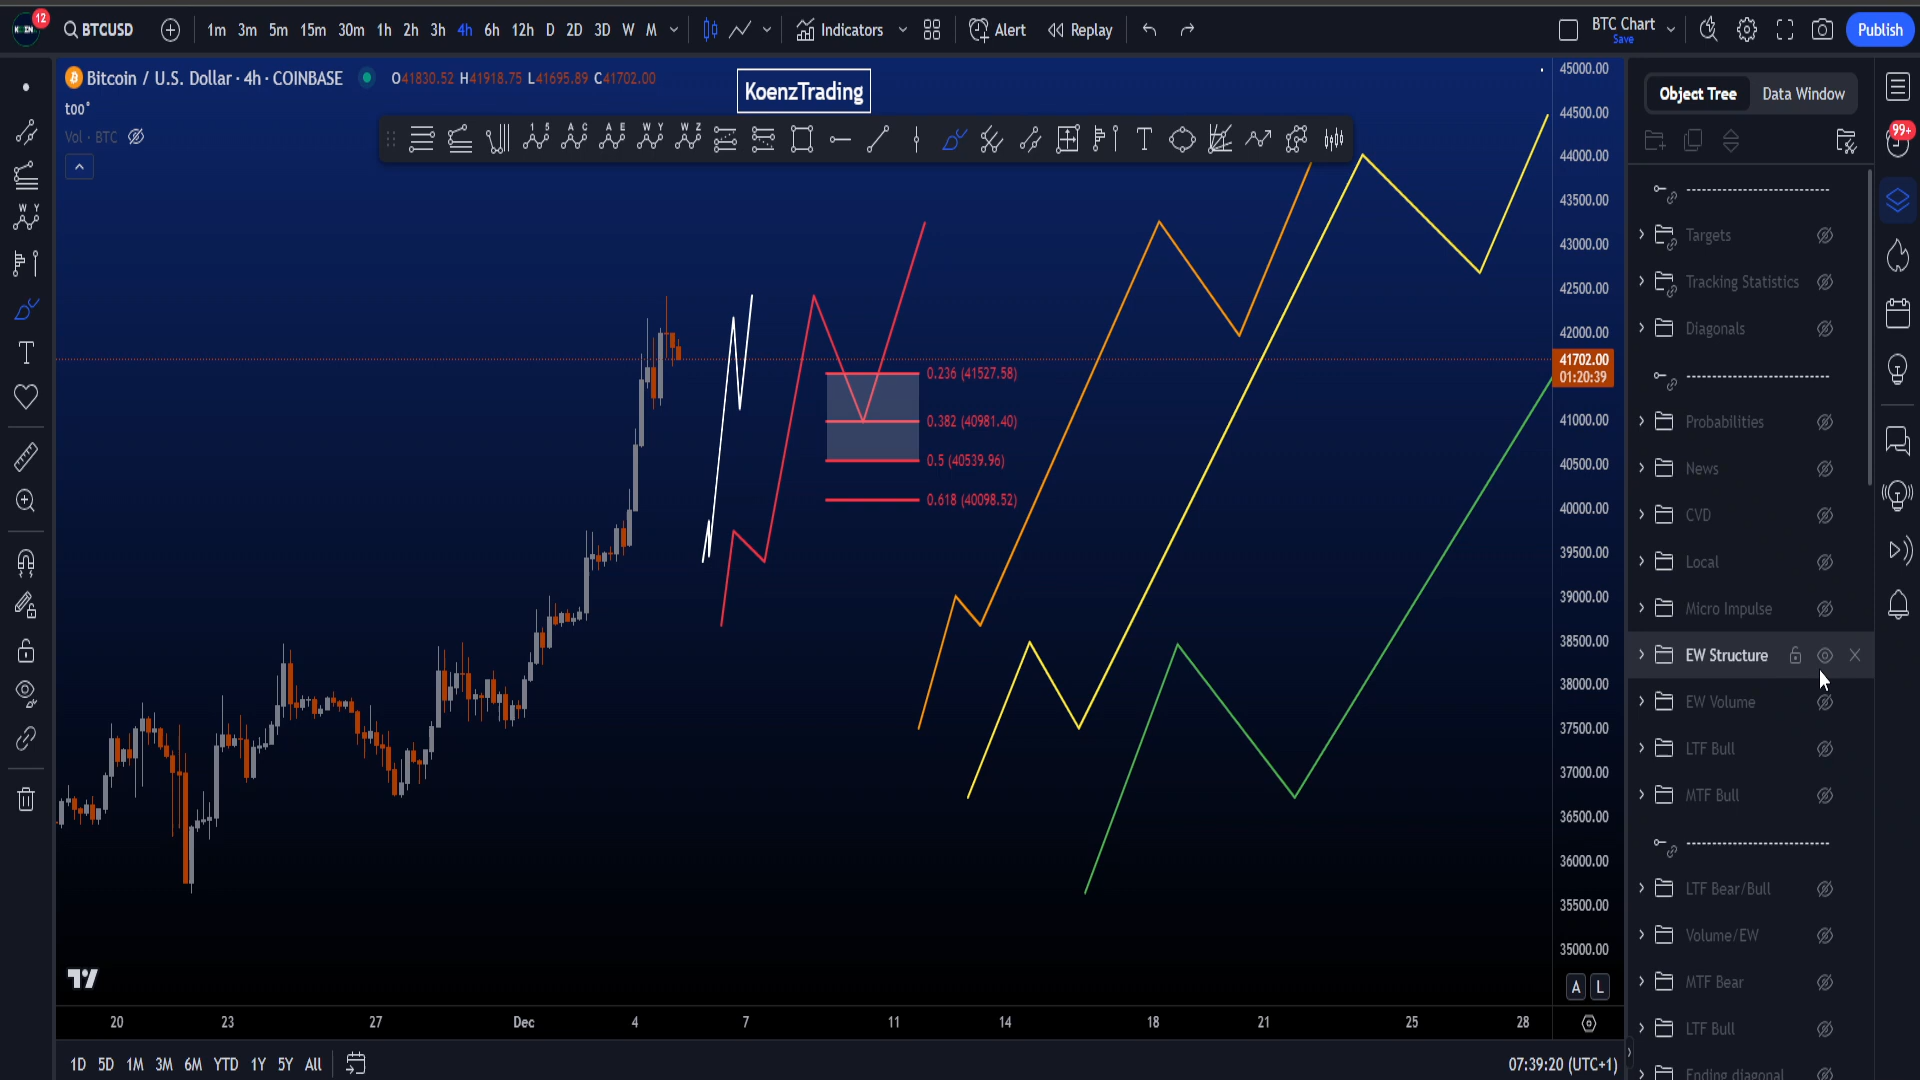 12
BTCUSD
1m 3m 5m 15m 30m 1h 2h 3h 4h 6h 12h D 2D 3D W M
Indicators
Alert
Replay
BTC Chart
Save
Publish
Bitcoin / U.S. Dollar · 4h · COINBASE O41830.52 H41918.75 L41695.89 C41702.00
too*
Vol · BTC
KoenzTrading
0.236 (41527.58)
0.382 (40981.40)
0.5 (40539.96)
0.618 (40098.52)
45000.00
44500.00
44000.00
43500.00
43000.00
42500.00
42000.00
41702.00
01:20:39
41000.00
40500.00
40000.00
39500.00
39000.00
38500.00
38000.00
37500.00
37000.00
36500.00
36000.00
35500.00
35000.00
A L
20 23 27 Dec 4 7 11 14 18 21 25 28
1D 5D 1M 3M 6M YTD 1Y 5Y All
07:39:20 (UTC+1)
Object Tree Data Window
99+
-----------------------------
Targets
Tracking Statistics
Diagonals
-----------------------------
Probabilities
News
CVD
Local
Micro Impulse
EW Structure
EW Volume
LTF Bull
MTF Bull
-----------------------------
LTF Bear/Bull
Volume/EW
MTF Bear
LTF Bull
Ending diagonal